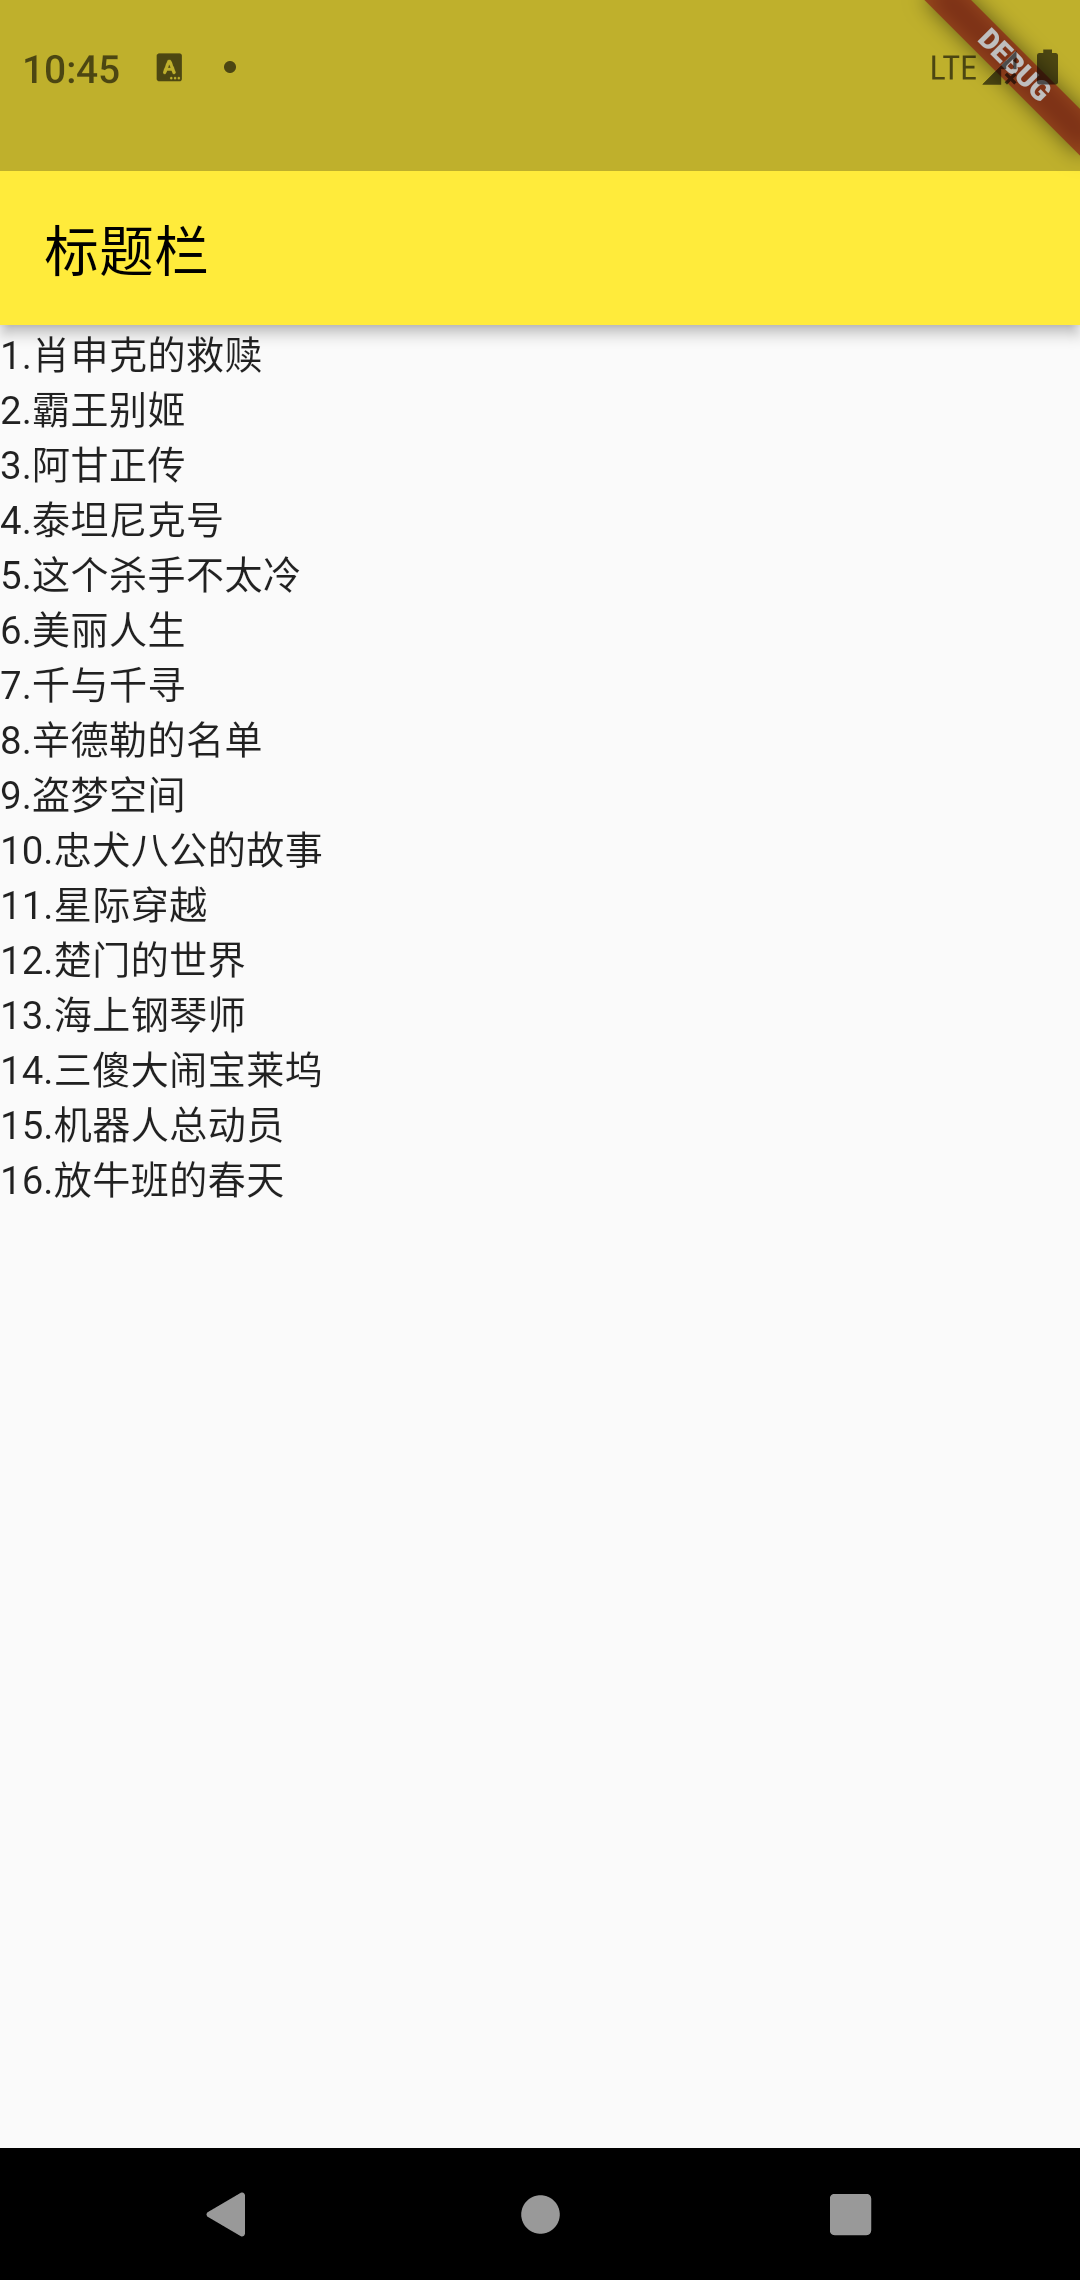 10:45
LTE
DEBUG
标题栏
1.肖申克的救赎
2.霸王别姬
3.阿甘正传
4.泰坦尼克号
5.这个杀手不太冷
6.美丽人生
7.千与千寻
8.辛德勒的名单
9.盗梦空间
10.忠犬八公的故事
11.星际穿越
12.楚门的世界
13.海上钢琴师
14.三傻大闹宝莱坞
15.机器人总动员
16.放牛班的春天